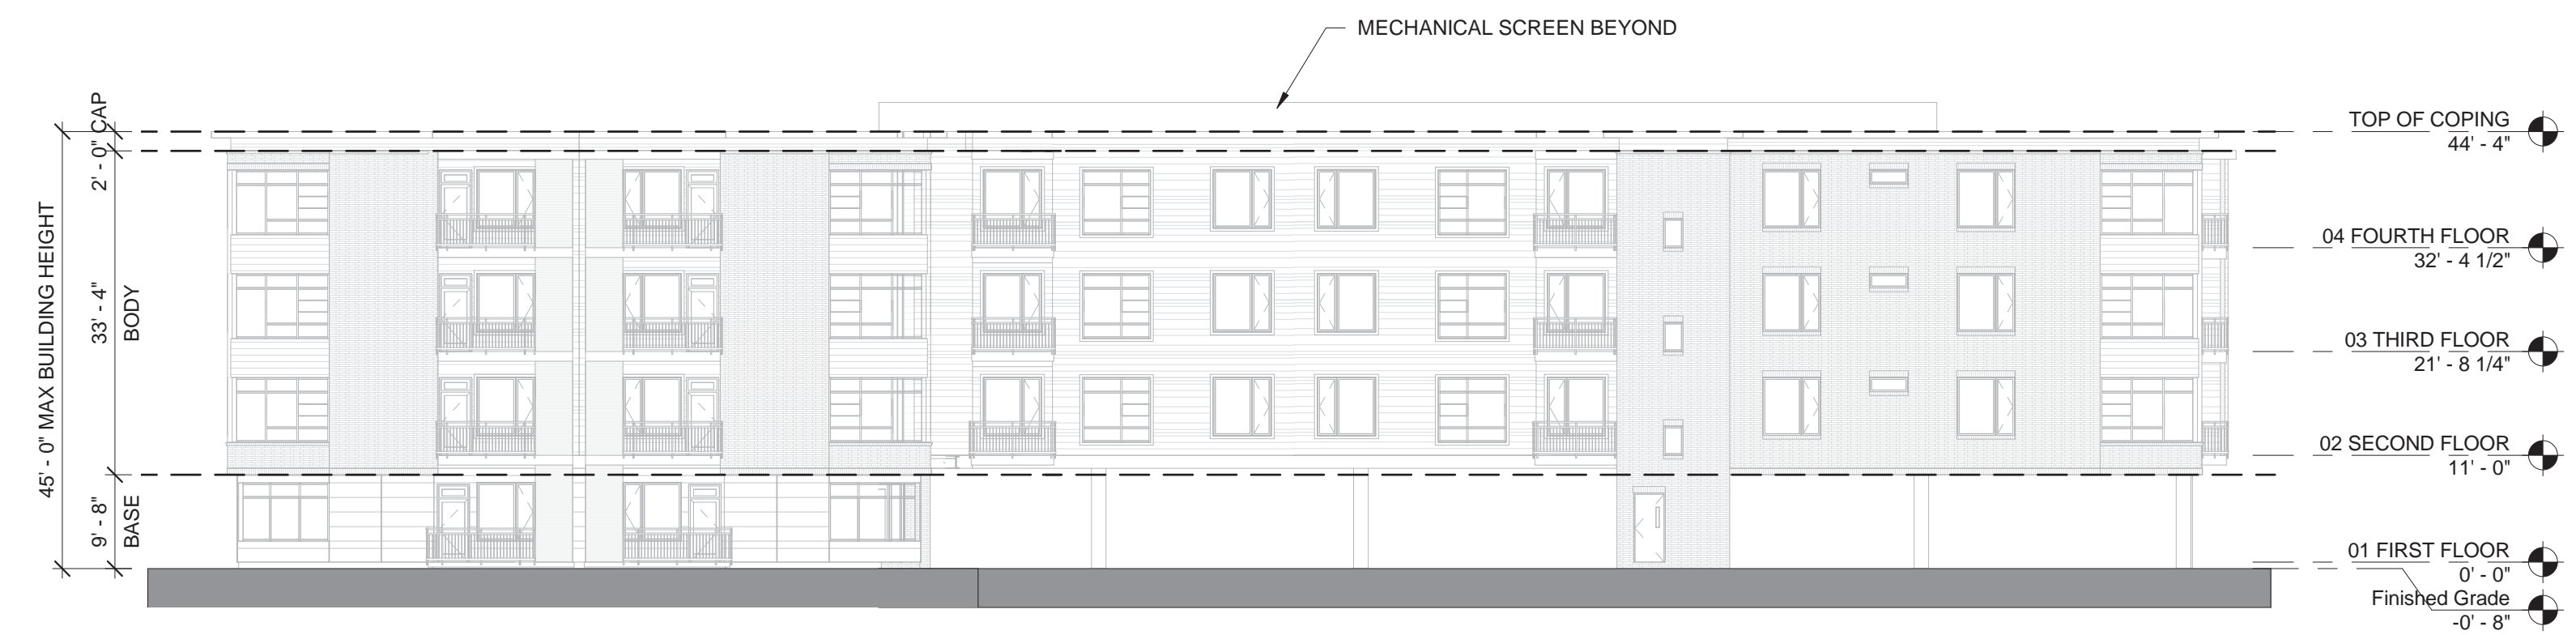 MECHANICAL SCREEN BEYOND
45' - 0" MAX BUILDING HEIGHT
2' - 0"
CAP
33' - 4"
BODY
9' - 8"
BASE
TOP OF COPING
44' - 4"
04 FOURTH FLOOR
32' - 4 1/2"
03 THIRD FLOOR
21' - 8 1/4"
02 SECOND FLOOR
11' - 0"
01 FIRST FLOOR
0' - 0"
Finished Grade
-0' - 8"